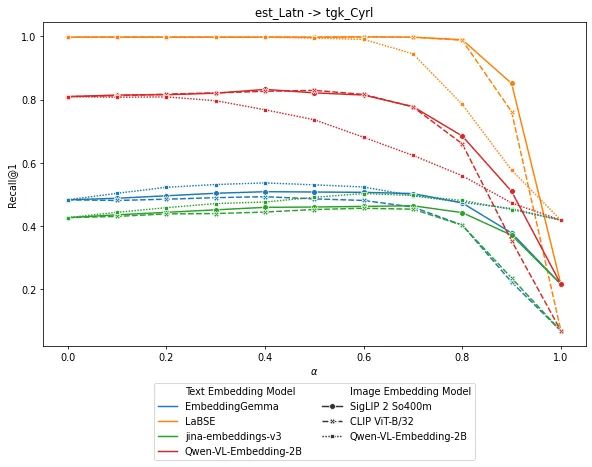 est_Latn -> tgk_Cyrl
Recall@1
1.0
0.8
0.6
0.4
0.2
0.0 0.2 0.4 0.6 0.8 1.0
α
Text Embedding Model Image Embedding Model
EmbeddingGemma SigLIP 2 So400m
LaBSE CLIP ViT-B/32
jina-embeddings-v3 Qwen-VL-Embedding-2B
Qwen-VL-Embedding-2B